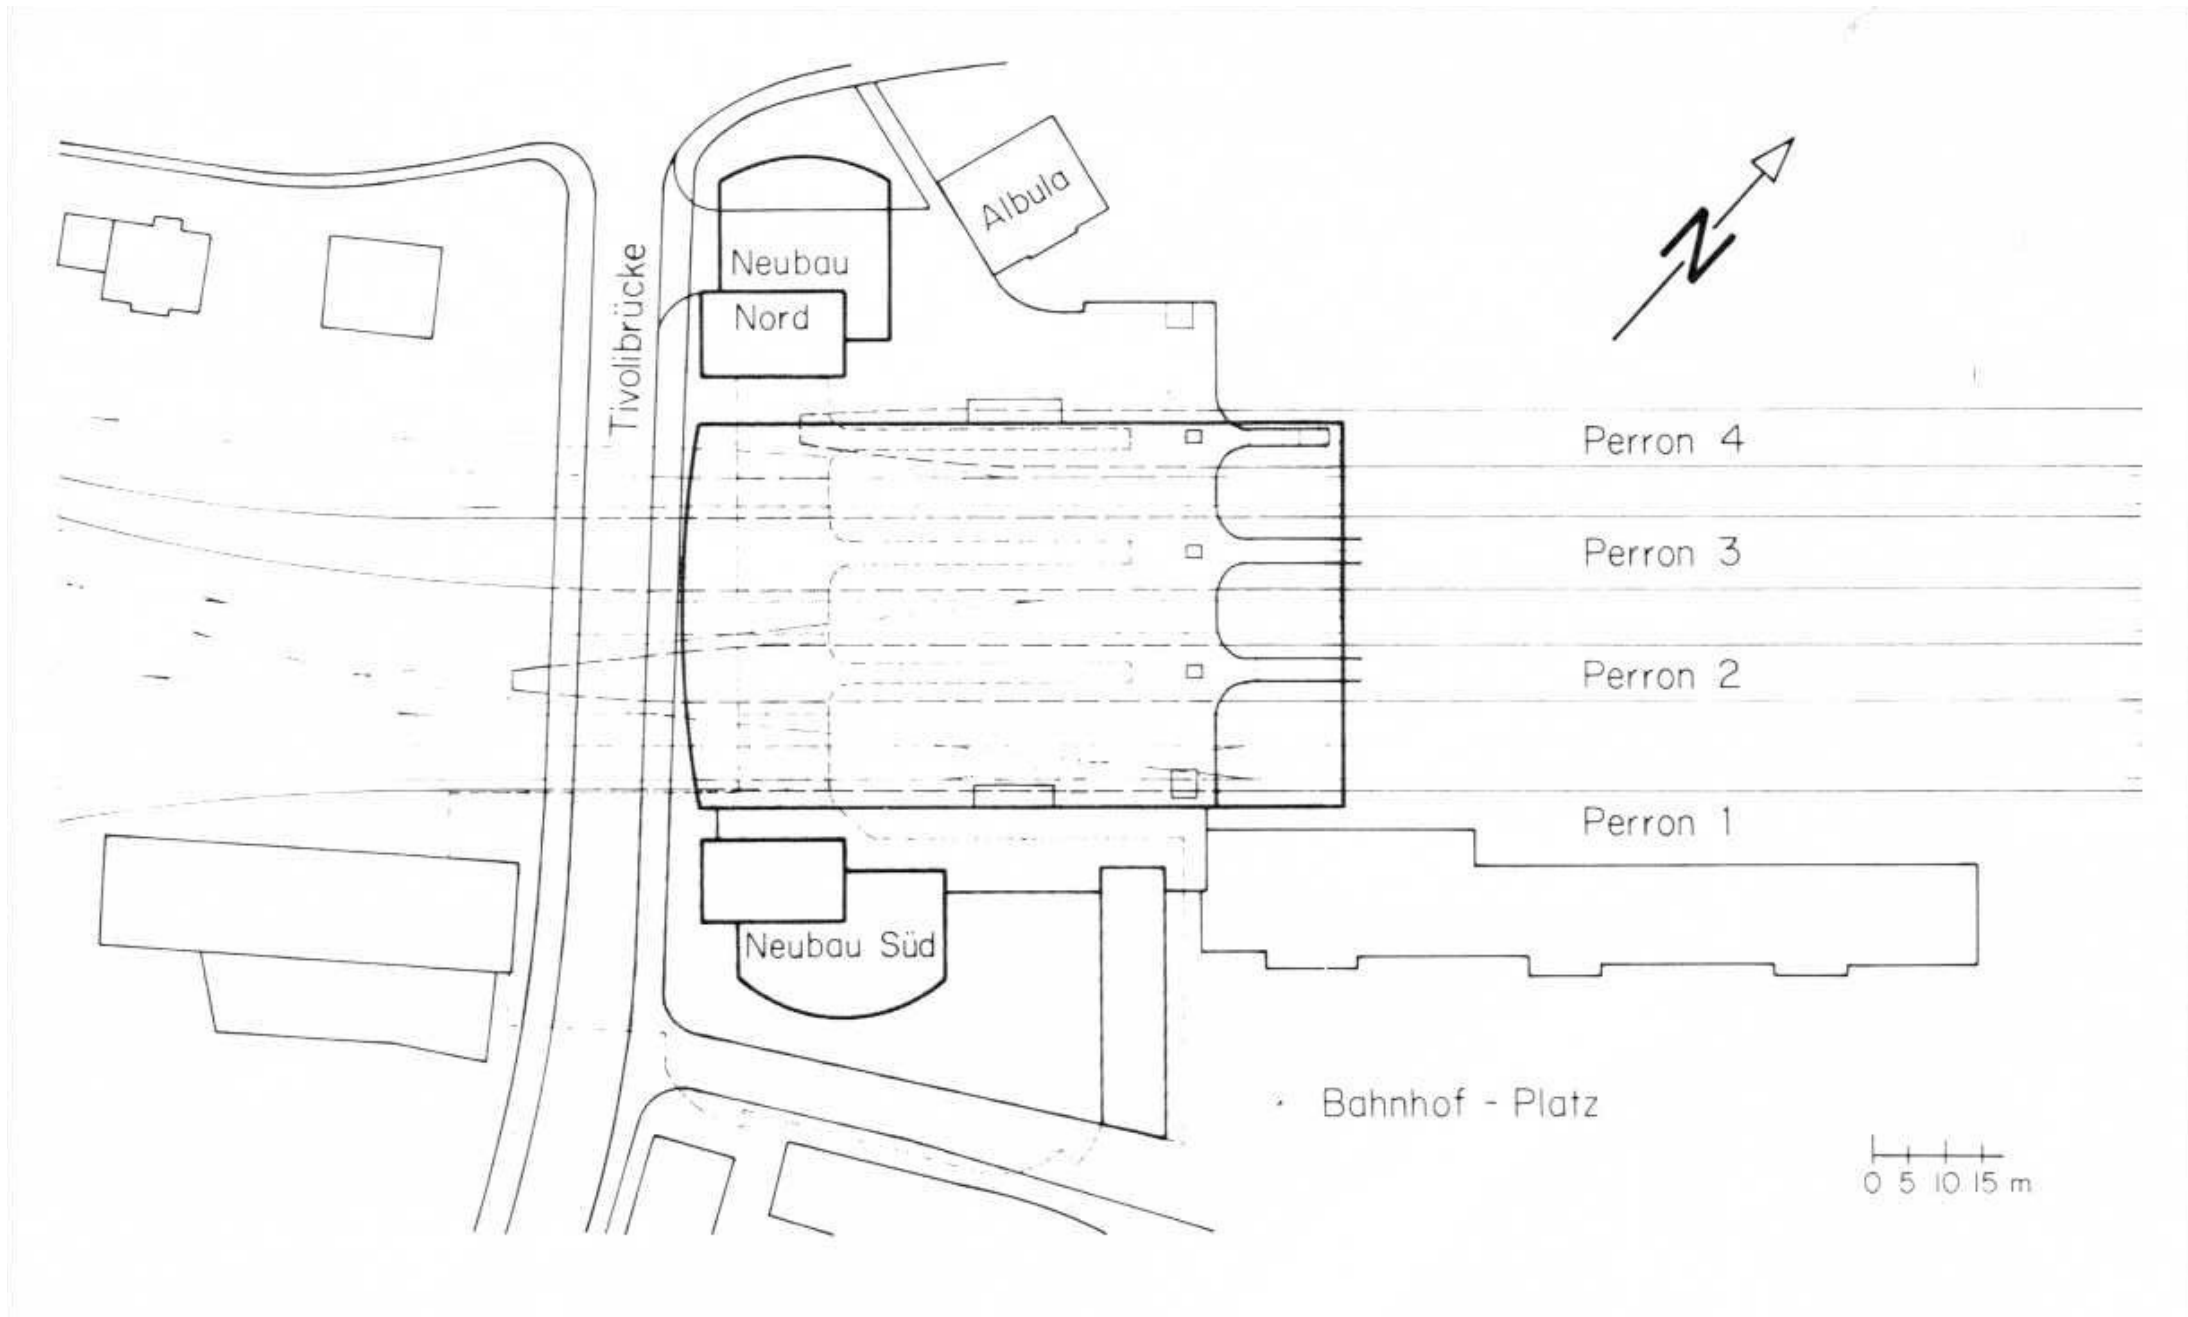 Albula
Neubau
Nord
Tivolibrücke
N
Perron 4
Perron 3
Perron 2
Perron 1
Neubau Süd
Bahnhof - Platz
0 5 10 15 m